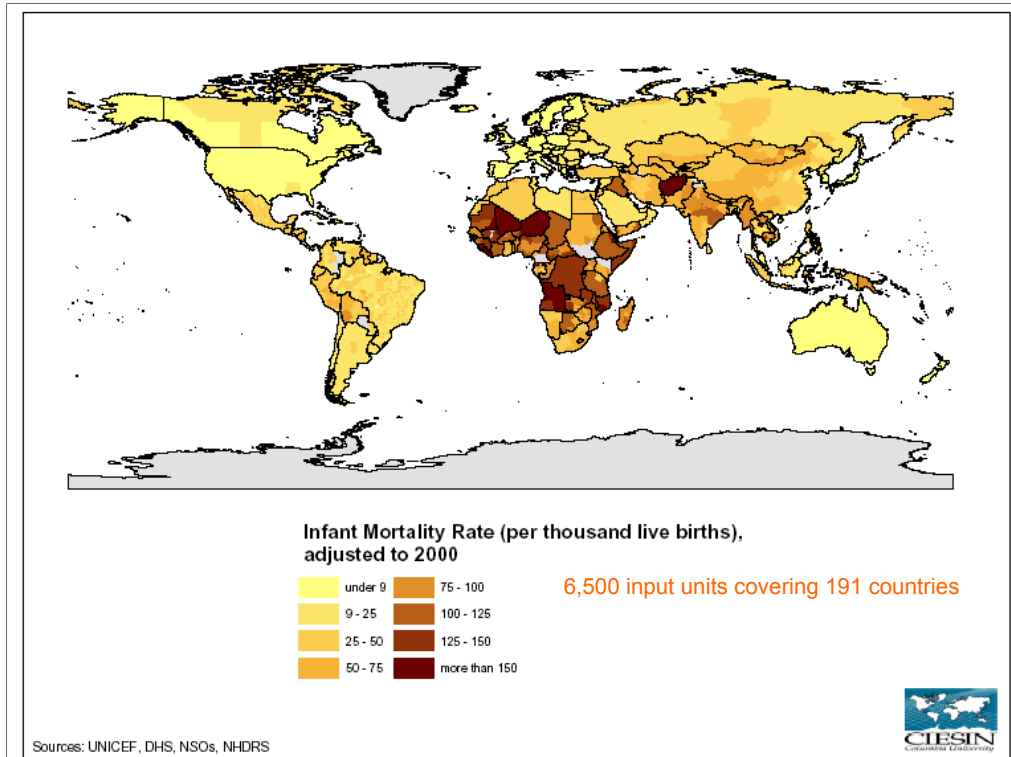 Infant Mortality Rate (per thousand live births),
adjusted to 2000
under 9
9 - 25
25 - 50
50 - 75
75 - 100
100 - 125
125 - 150
more than 150
6,500 input units covering 191 countries
Sources: UNICEF, DHS, NSOs, NHDRS
CIESIN
Columbia University